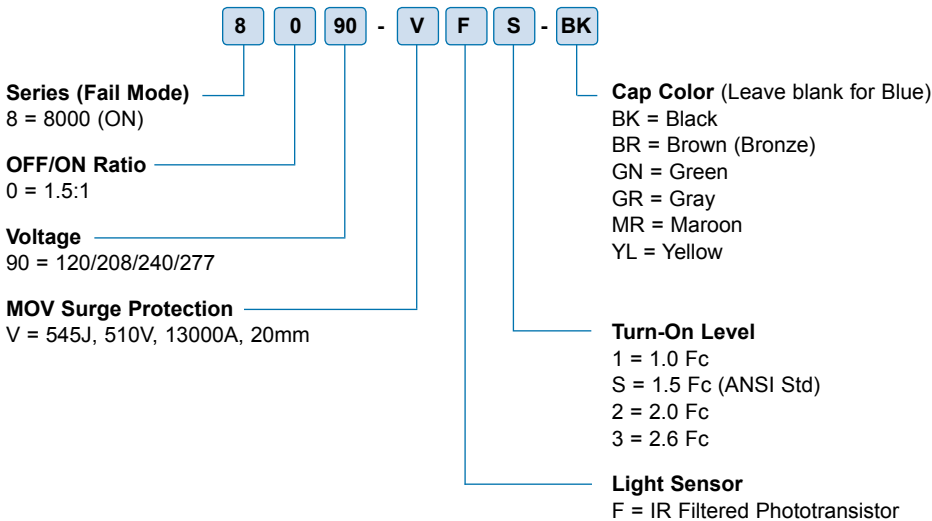 8 0 90 - V F S - BK
Series (Fail Mode)
8 = 8000 (ON)
OFF/ON Ratio
0 = 1.5:1
Voltage
90 = 120/208/240/277
MOV Surge Protection
V = 545J, 510V, 13000A, 20mm
Cap Color (Leave blank for Blue)
BK = Black
BR = Brown (Bronze)
GN = Green
GR = Gray
MR = Maroon
YL = Yellow
Turn-On Level
1 = 1.0 Fc
S = 1.5 Fc (ANSI Std)
2 = 2.0 Fc
3 = 2.6 Fc
Light Sensor
F = IR Filtered Phototransistor